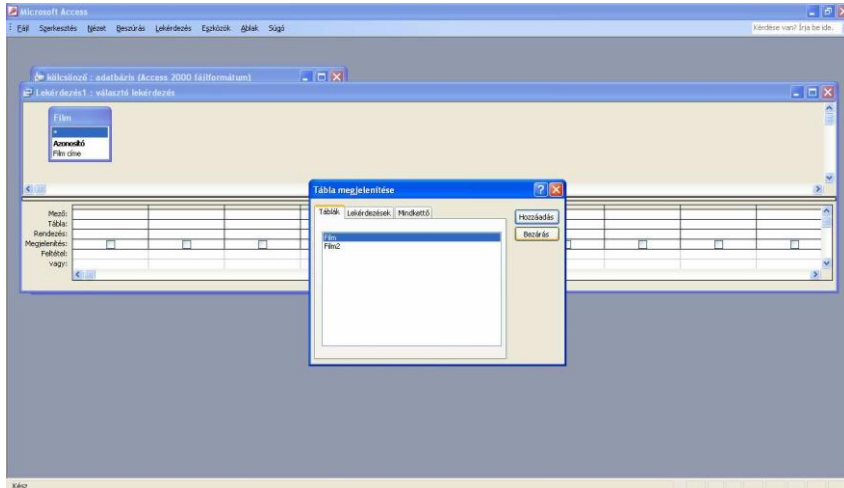 Microsoft Access
Fájl Szerkesztés Nézet Beszúrás Lekérdezés Eszközök Ablak Súgó
Kérdése van? Írja be ide.
kölcsönző : adatbázis (Access 2000 fájlformátum)
Lekérdezés1 : választó lekérdezés
Film
*
Azonosító
Film címe
Tábla megjelenítése
Táblák Lekérdezések Mindkettő
Hozzáadás
Film
Bezárás
Film2
Mező:
Tábla:
Rendezés:
Megjelenítés:
Feltétel:
vagy:
Kész